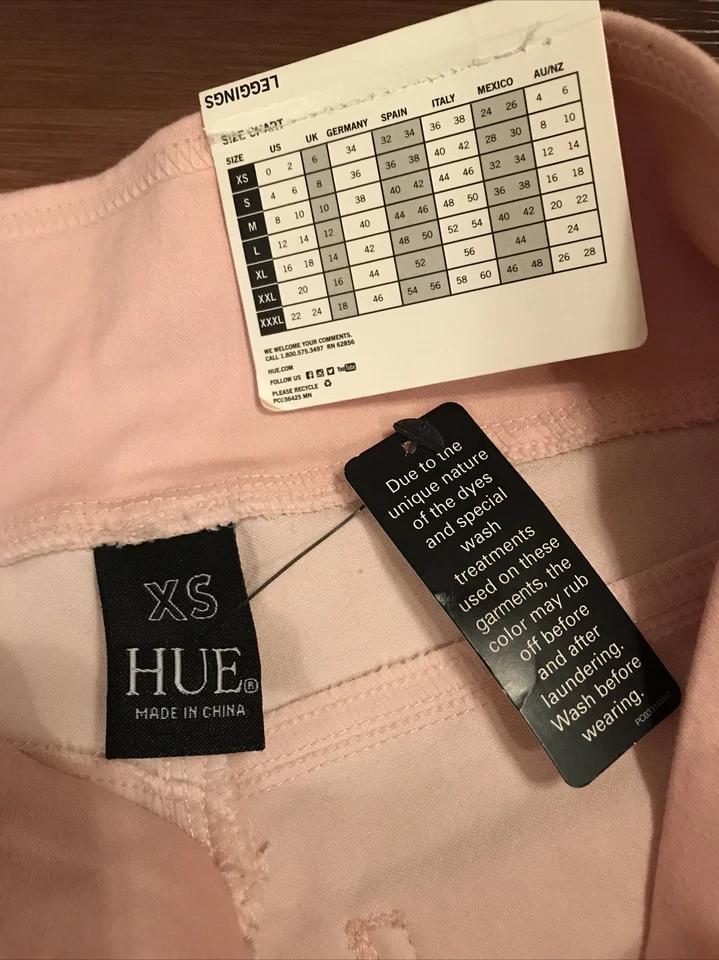 LEGGINGS
SIZE CHART
SIZE US UK GERMANY SPAIN ITALY MEXICO AU/NZ
XS 0 2 6 34 32 34 36 38 24 26 4 6
S 4 6 8 36 36 38 40 42 28 30 8 10
M 8 10 10 38 40 42 44 46 32 34 12 14
L 12 14 12 40 44 46 48 50 36 38 16 18
XL 16 18 14 42 48 50 52 54 40 42 20 22
XXL 20 16 44 52 56 44 24
XXXL 22 24 18 46 54 56 58 60 46 48 26 28
WE WELCOME YOUR COMMENTS.
CALL 1.800.575.3497 RN 62856
HUE.COM
FOLLOW US YouTube
PLEASE RECYCLE
PC036425 MN
Due to the
unique nature
of the dyes
and special
wash
treatments
used on these
garments, the
color may rub
off before
and after
laundering.
Wash before
wearing.
XS
HUE®
MADE IN CHINA